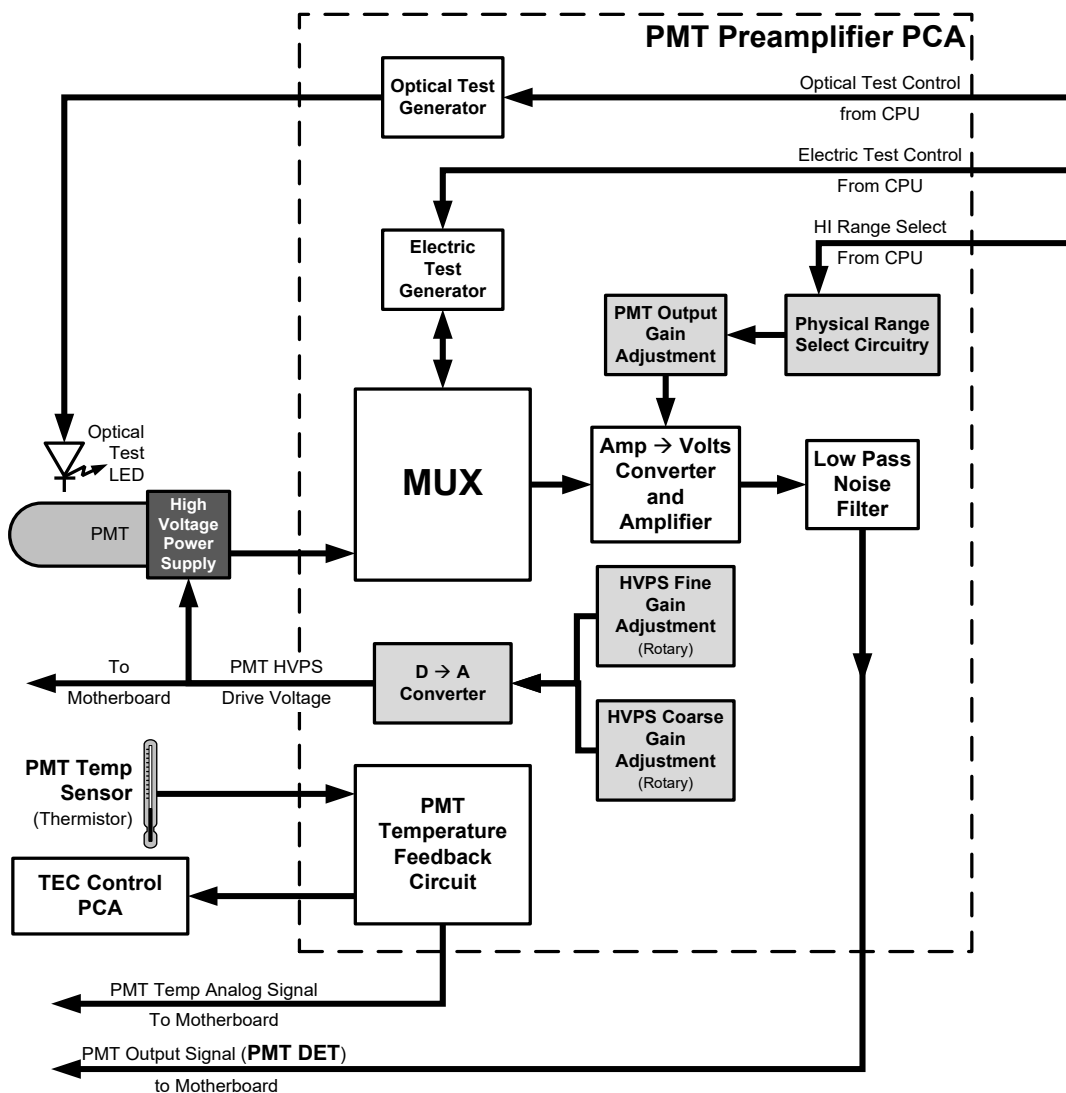 PMT Preamplifier PCA
Optical Test
Generator
Optical Test Control
from CPU
Electric Test Control
From CPU
HI Range Select
From CPU
Electric
Test
Generator
PMT Output
Gain
Adjustment
Physical Range
Select Circuitry
Optical
Test
LED
MUX
Amp → Volts
Converter
and
Amplifier
Low Pass
Noise
Filter
PMT
High
Voltage
Power
Supply
HVPS Fine
Gain
Adjustment
(Rotary)
To
Motherboard
PMT HVPS
Drive Voltage
D → A
Converter
HVPS Coarse
Gain
Adjustment
(Rotary)
PMT Temp
Sensor
(Thermistor)
PMT
Temperature
Feedback
Circuit
TEC Control
PCA
PMT Temp Analog Signal
To Motherboard
PMT Output Signal (PMT DET)
to Motherboard